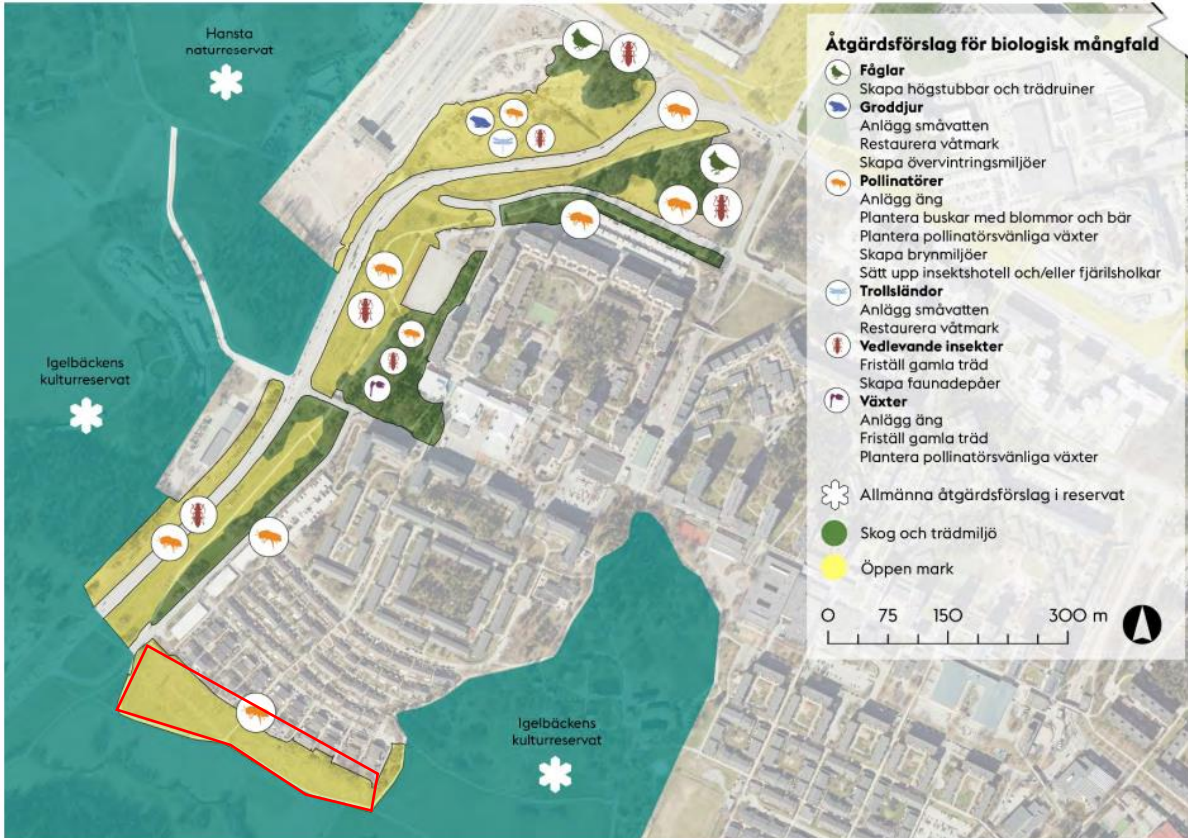 Hansta
naturreservat
Igelbäckens
kulturreservat
Igelbäckens
kulturreservat
Åtgärdsförslag för biologisk mångfald
Fåglar
Skapa högstubbar och trädruiner
Groddjur
Anlägg småvatten
Restaurera våtmark
Skapa övervintringsmiljöer
Pollinatörer
Anlägg äng
Plantera buskar med blommor och bär
Plantera pollinatörsvänliga växter
Skapa brynmiljöer
Sätt upp insektshotell och/eller fjärilsholkar
Trollsländor
Anlägg småvatten
Restaurera våtmark
Vedlevande insekter
Friställ gamla träd
Skapa faunadepåer
Växter
Anlägg äng
Friställ gamla träd
Plantera pollinatörsvänliga växter
Allmänna åtgärdsförslag i reservat
Skog och trädmiljö
Öppen mark
0 75 150 300 m